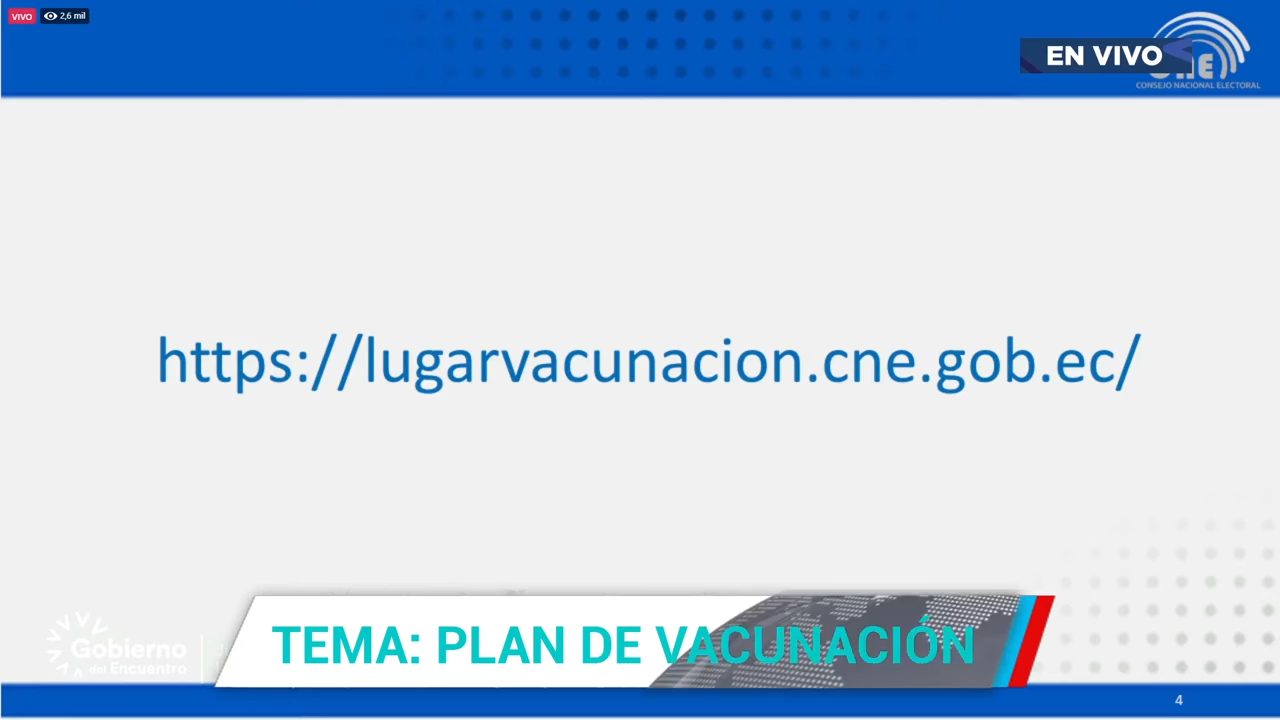 VIVO 2,6 mil
EN VIVO
CONSEJO NACIONAL ELECTORAL
https://lugarvacunacion.cne.gob.ec/
Gobierno
del Encuentro
TEMA: PLAN DE VACUNACIÓN
4